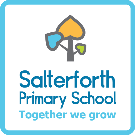 Salterforth
Primary School
Together we grow